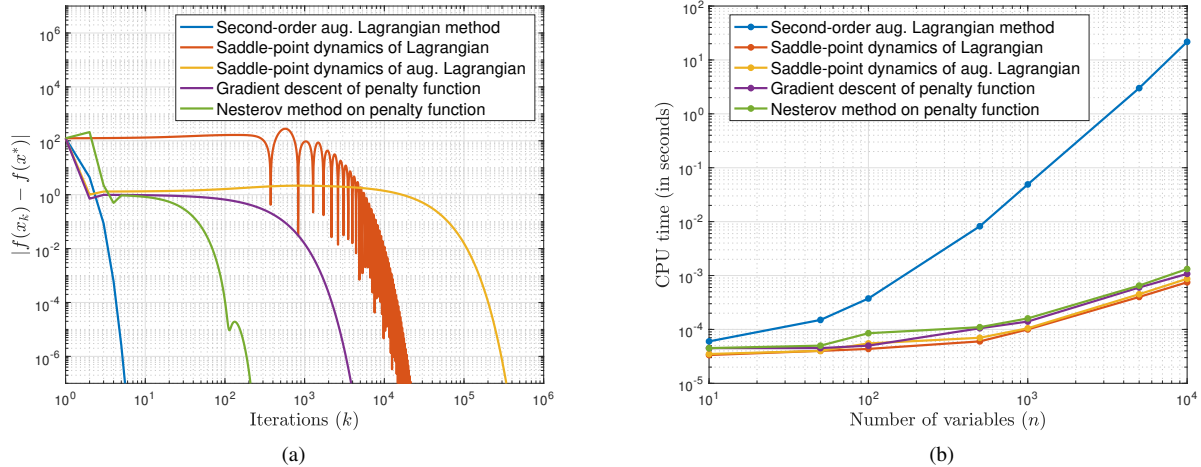 Second-order aug. Lagrangian method
Saddle-point dynamics of Lagrangian
Saddle-point dynamics of aug. Lagrangian
Gradient descent of penalty function
Nesterov method on penalty function
10^6
10^4
10^2
10^0
10^-2
10^-4
10^-6
|f(x_k) − f(x*)|
10^0 10^1 10^2 10^3 10^4 10^5 10^6
Iterations (k)
(a)
Second-order aug. Lagrangian method
Saddle-point dynamics of Lagrangian
Saddle-point dynamics of aug. Lagrangian
Gradient descent of penalty function
Nesterov method on penalty function
10^2
10^1
10^0
10^-1
10^-2
10^-3
10^-4
10^-5
CPU time (in seconds)
10^1 10^2 10^3 10^4
Number of variables (n)
(b)